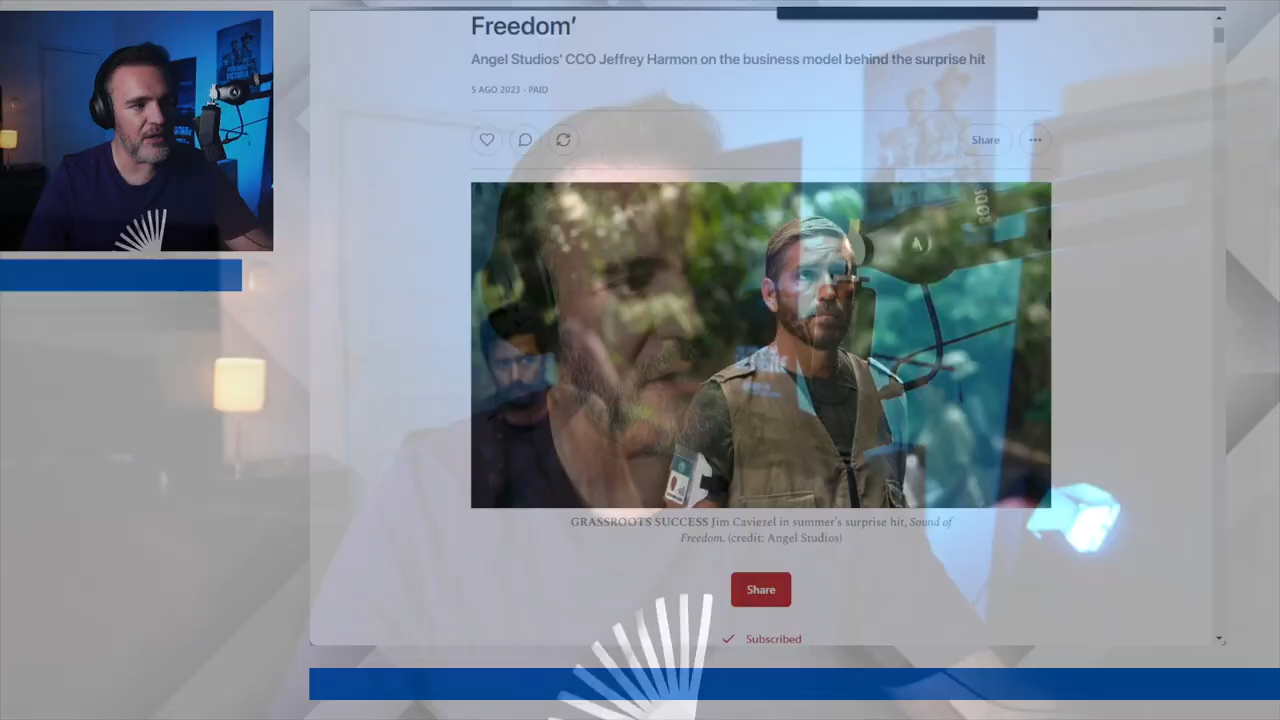 Freedom’
Angel Studios' CCO Jeffrey Harmon on the business model behind the surprise hit
5 AGO 2023 · PAID
Share
RØDE
GRASSROOTS SUCCESS Jim Caviezel in summer's surprise hit, Sound of
Freedom. (credit: Angel Studios)
Share
Subscribed